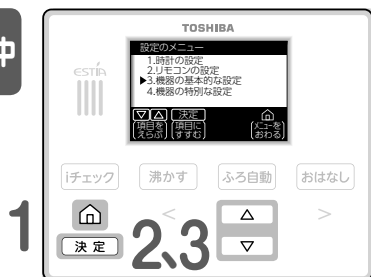 中
TOSHIBA
ESTÍA
設定のメニュー
1.時計の設定
2.リモコンの設定
▶3.機器の基本的な設定
4.機器の特別な設定
▽△ 決定
項目を えらぶ 項目に すすむ メニューを おわる
iチェック 沸かす ふろ自動 おはなし
1
決定
2、3
< △ >
▽